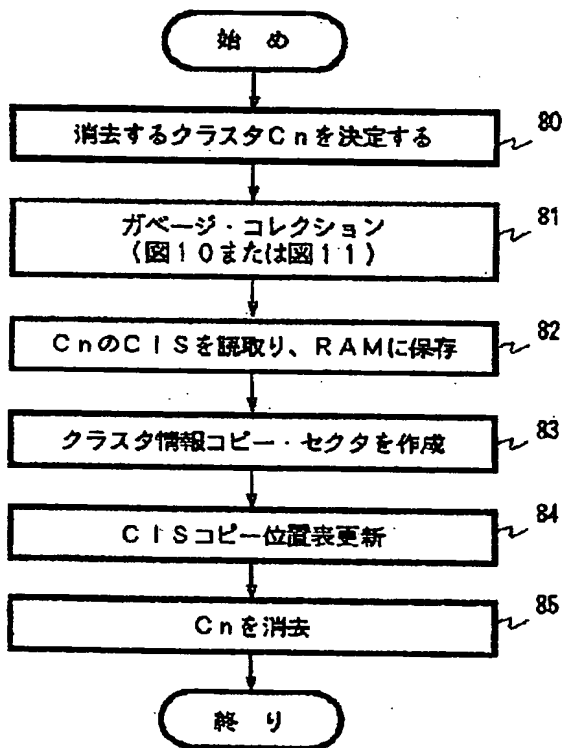 始 め
消去するクラスタCnを決定する
80
ガベージ・コレクション
(図10または図11)
81
CnのCISを読取り、RAMに保存
82
クラスタ情報コピー・セクタを作成
83
CISコピー位置表更新
84
Cnを消去
85
終 り